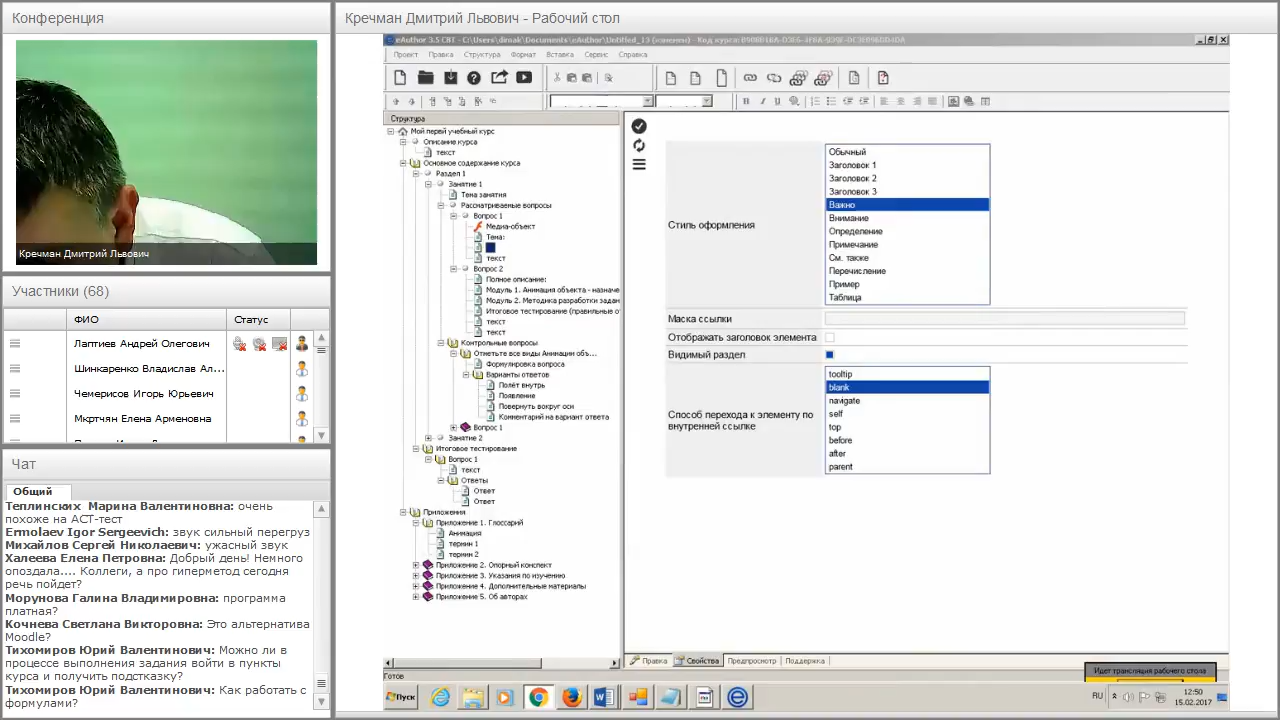 Конференция
Кречман Дмитрий Львович
Участники (68)
ФИО Статус
Лаптиев Андрей Олегович
Шинкаренко Владислав Ал...
Чемерисов Игорь Юрьевич
Мкртчян Елена Арменовна
Чат
Общий
Теплинских Марина Валентиновна: очень
похоже на АСТ-тест
Ermolaev Igor Sergeevich: звук сильный перегруз
Михайлов Сергей Николаевич: ужасный звук
Халеева Елена Петровна: Добрый день! Немного
опоздала.... Коллеги, а про гиперметод сегодня
речь пойдет?
Морунова Галина Владимировна: программа
платная?
Кочнева Светлана Викторовна: Это альтернатива
Moodle?
Тихомиров Юрий Валентинович: Можно ли в
процессе выполнения задания войти в пункты
курса и получить подстказку?
Тихомиров Юрий Валентинович: Как работать с
формулами?
Кречман Дмитрий Львович - Рабочий стол
Проект Правка Структура Формат Вставка Сервис Справка
Структура
Мой первй учебный курс
Описание курса
текст
Основное содержание курса
Раздел 1
Занятие 1
Тема занятия
Рассматриваемые вопросы
Вопрос 1
Медиа-объект
Тема:
текст
Вопрос 2
Полное описание:
Модуль 1. Анимация объекта - назначе
Модуль 2. Методика разработки задан
Итоговое тестирование (правильные о
текст
текст
Контрольные вопросы
Отметьте все виды Анимации объ...
Формулировка вопроса
Варианты ответов
Полёт внутрь
Появление
Повернуть вокруг оси
Комментарий на вариант ответа
Вопрос 1
Занятие 2
Итоговое тестирование
Вопрос 1
текст
Ответы
Ответ
Ответ
Приложения
Приложение 1. Глоссарий
Анимация
термин 1
термин 2
Приложение 2. Опорный конспект
Приложение 3. Указания по изучению
Приложение 4. Дополнительные материалы
Приложение 5. Об авторах
Стиль оформления
Обычный
Заголовок 1
Заголовок 2
Заголовок 3
Важно
Внимание
Определение
Примечание
См. также
Перечисление
Пример
Таблица
Маска ссылки
Отображать заголовок элемента
Видимый раздел
Способ перехода к элементу по
внутренней ссылке
tooltip
blank
navigate
self
top
before
after
parent
Правка Свойства Предпросмотр Поддержка
Готов
Идет трансляция рабочего стола
Пуск
RU
12:50
15.02.2017